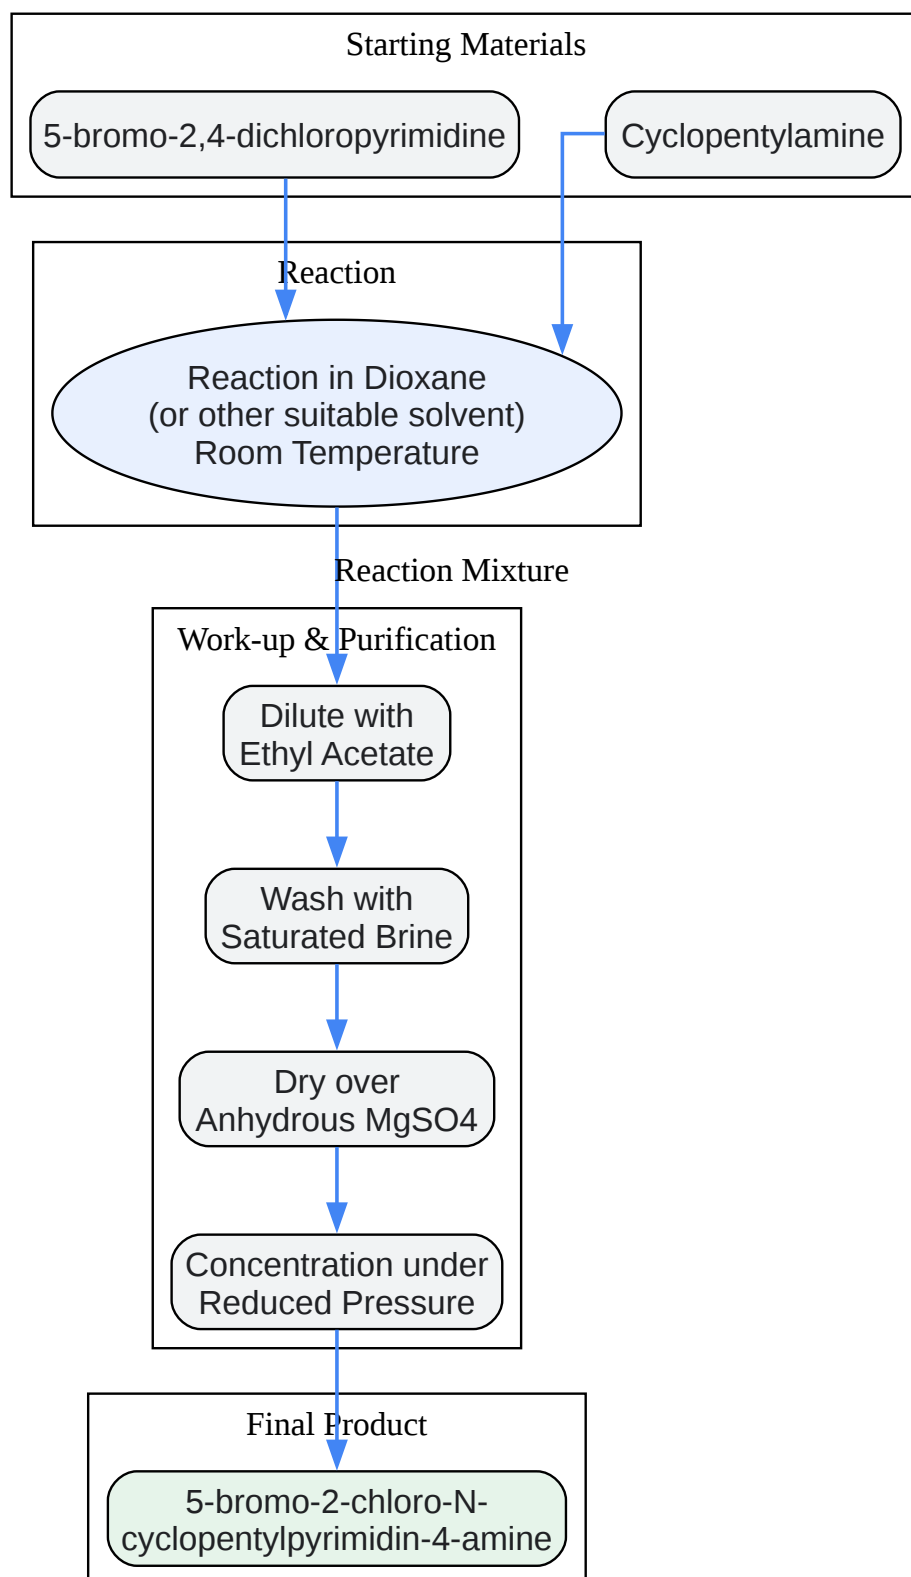 Starting Materials
5-bromo-2,4-dichloropyrimidine
Cyclopentylamine
Reaction
Reaction in Dioxane
(or other suitable solvent)
Room Temperature
Reaction Mixture
Work-up & Purification
Dilute with
Ethyl Acetate
Wash with
Saturated Brine
Dry over
Anhydrous MgSO4
Concentration under
Reduced Pressure
Final Product
5-bromo-2-chloro-N-
cyclopentylpyrimidin-4-amine